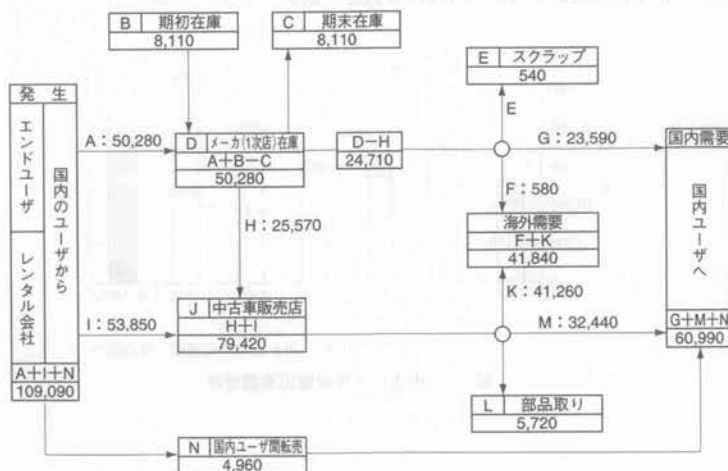 B 期初在庫
8,110
C 期末在庫
8,110
E スクラップ
540
発生
エンドユーザ
レンタル会社
国内のユーザから
A+I+N
109,090
A:50,280
D メーカ(1次店)在庫
A+B−C
50,280
D−H
24,710
E
G:23,590
国内需要
国内ユーザへ
G+M+N
60,990
F:580
海外需要
F+K
41,840
H:25,570
K:41,260
I:53,850
J 中古車販売店
H+I
79,420
M:32,440
L 部品取り
5,720
N 国内ユーザ間転売
4,960